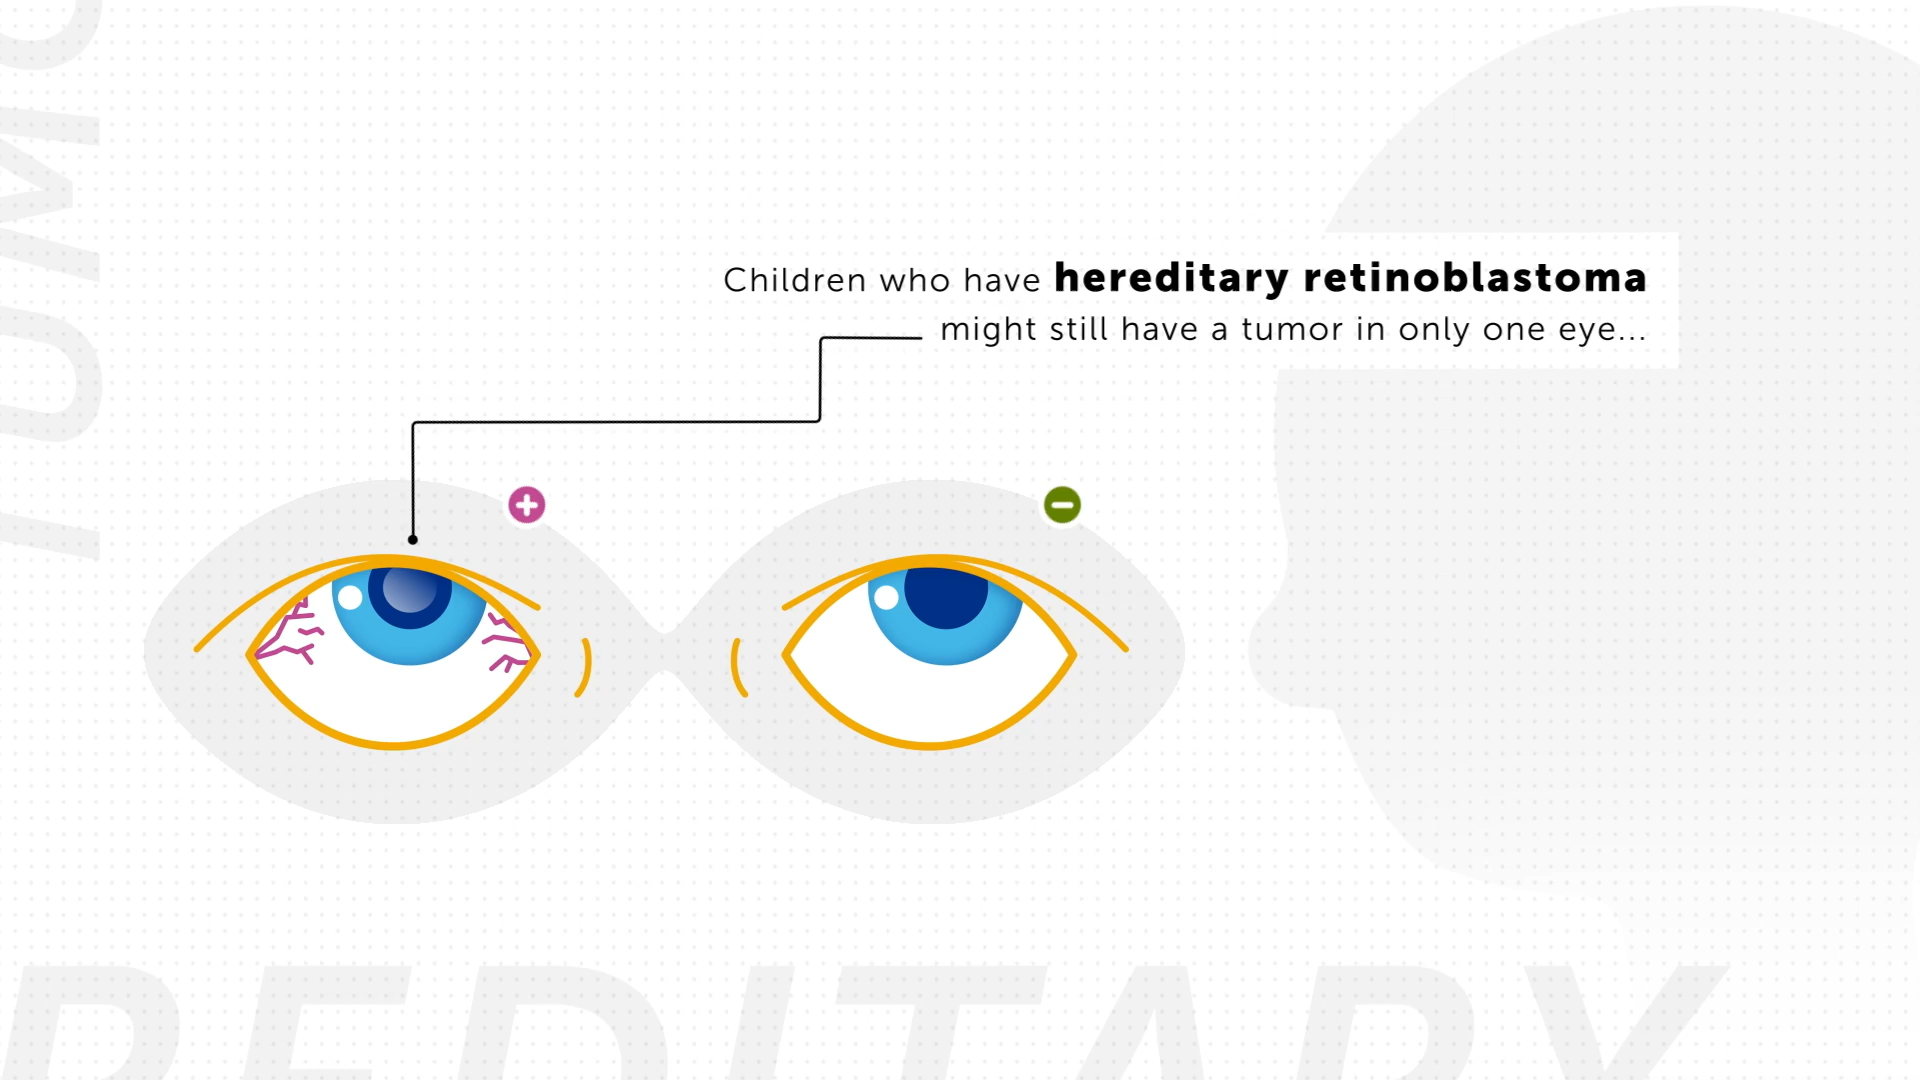 Children who have hereditary retinoblastoma
might still have a tumor in only one eye...